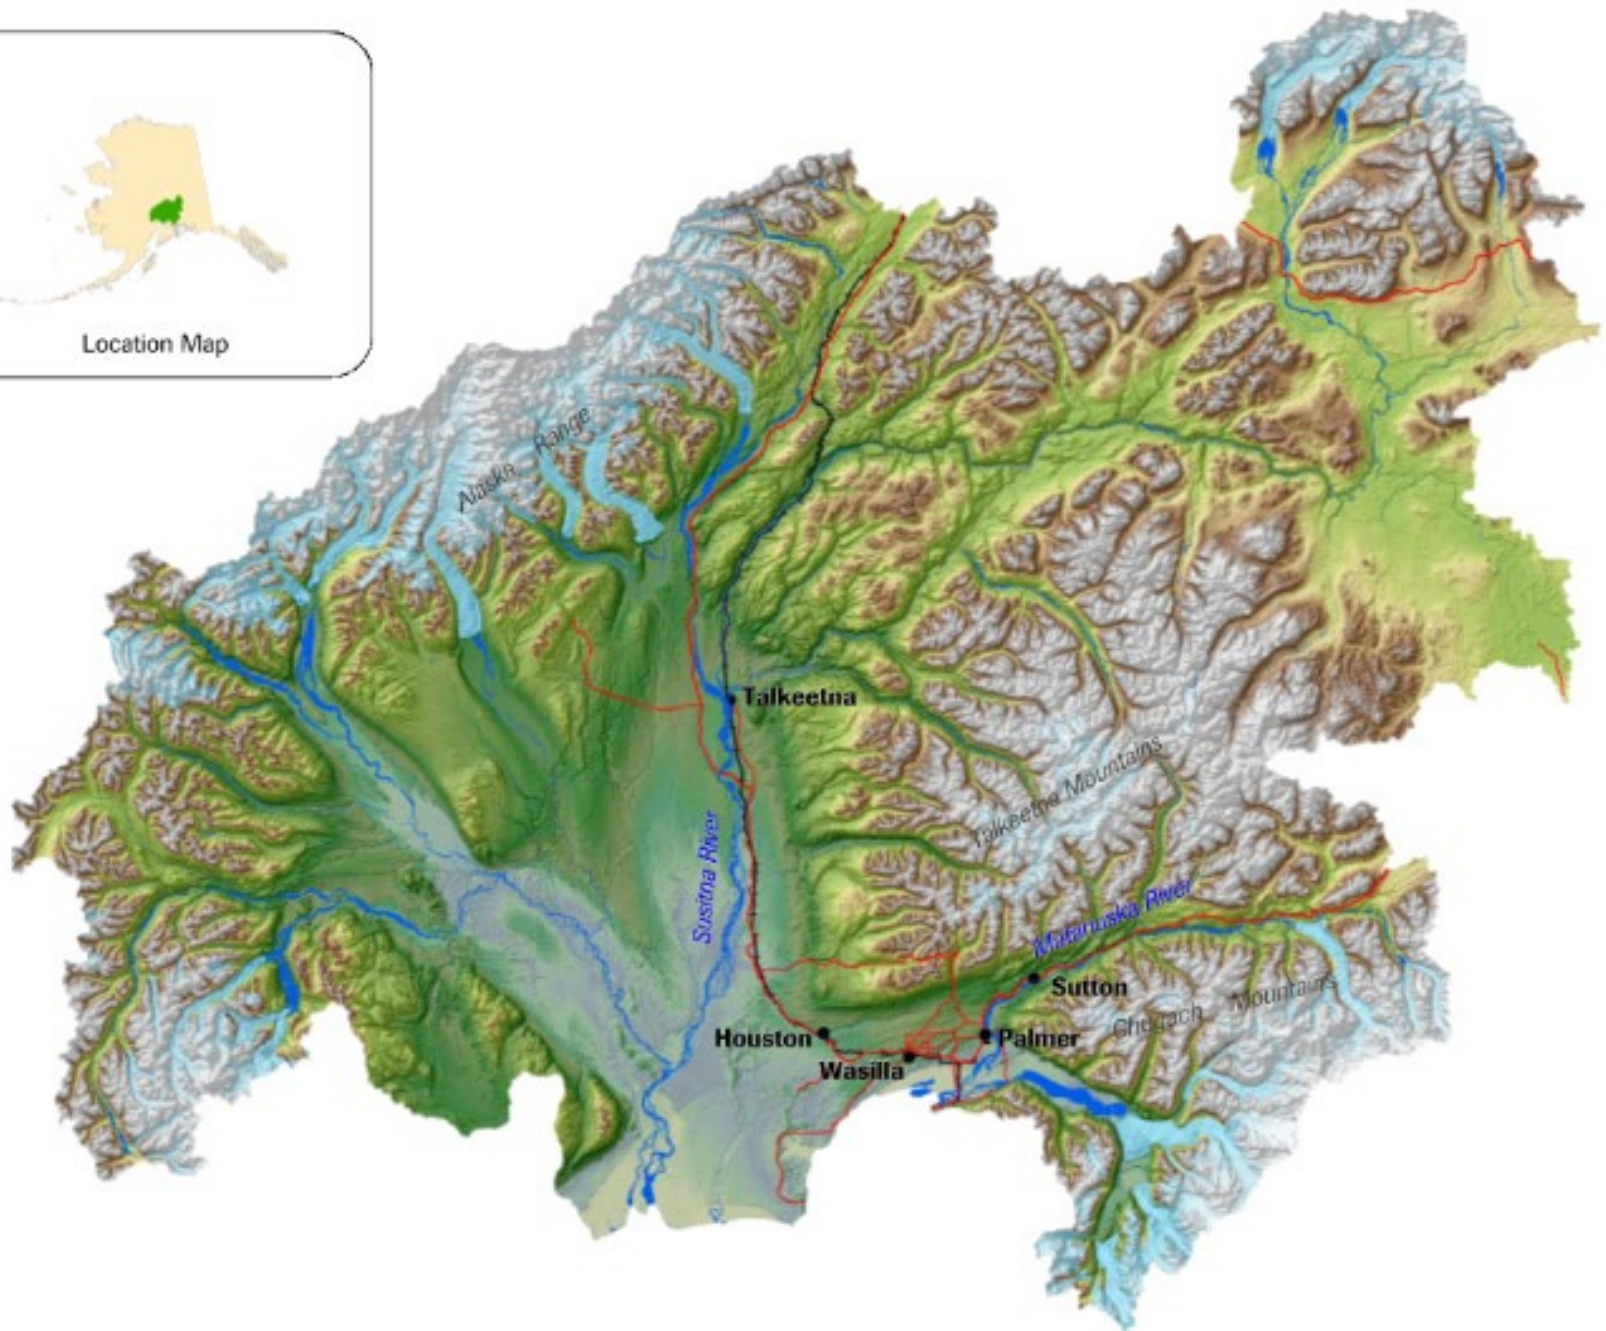 Location Map
Alaska Range
Talkeetna
Talkeetna Mountains
Susitna River
Matanuska River
Sutton
Chugach Mountains
Houston
Palmer
Wasilla